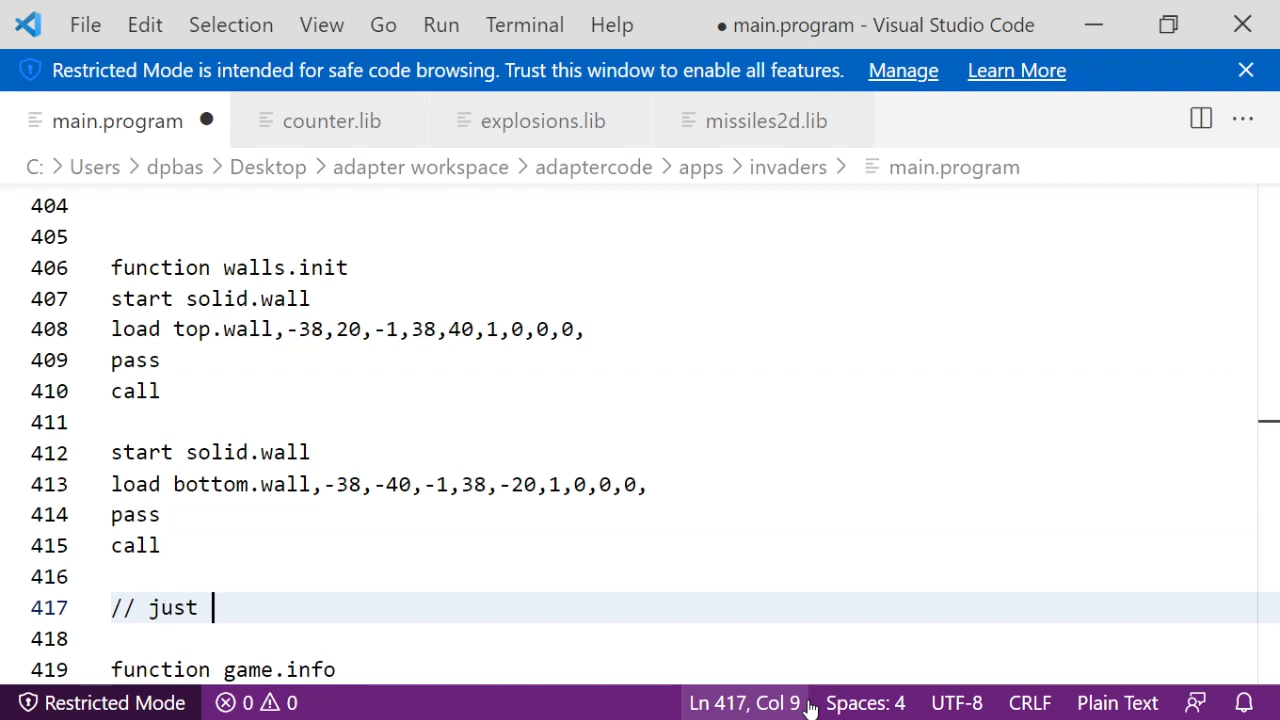 File Edit Selection View Go Run Terminal Help ● main.program - Visual Studio Code
Restricted Mode is intended for safe code browsing. Trust this window to enable all features. Manage Learn More
main.program counter.lib explosions.lib missiles2d.lib
C: > Users > dpbas > Desktop > adapter workspace > adaptercode > apps > invaders > main.program
404
405
406 function walls.init
407 start solid.wall
408 load top.wall,-38,20,-1,38,40,1,0,0,0,
409 pass
410 call
411
412 start solid.wall
413 load bottom.wall,-38,-40,-1,38,-20,1,0,0,0,
414 pass
415 call
416
417 // just
418
419 function game.info
Restricted Mode 0 0 Ln 417, Col 9 Spaces: 4 UTF-8 CRLF Plain Text